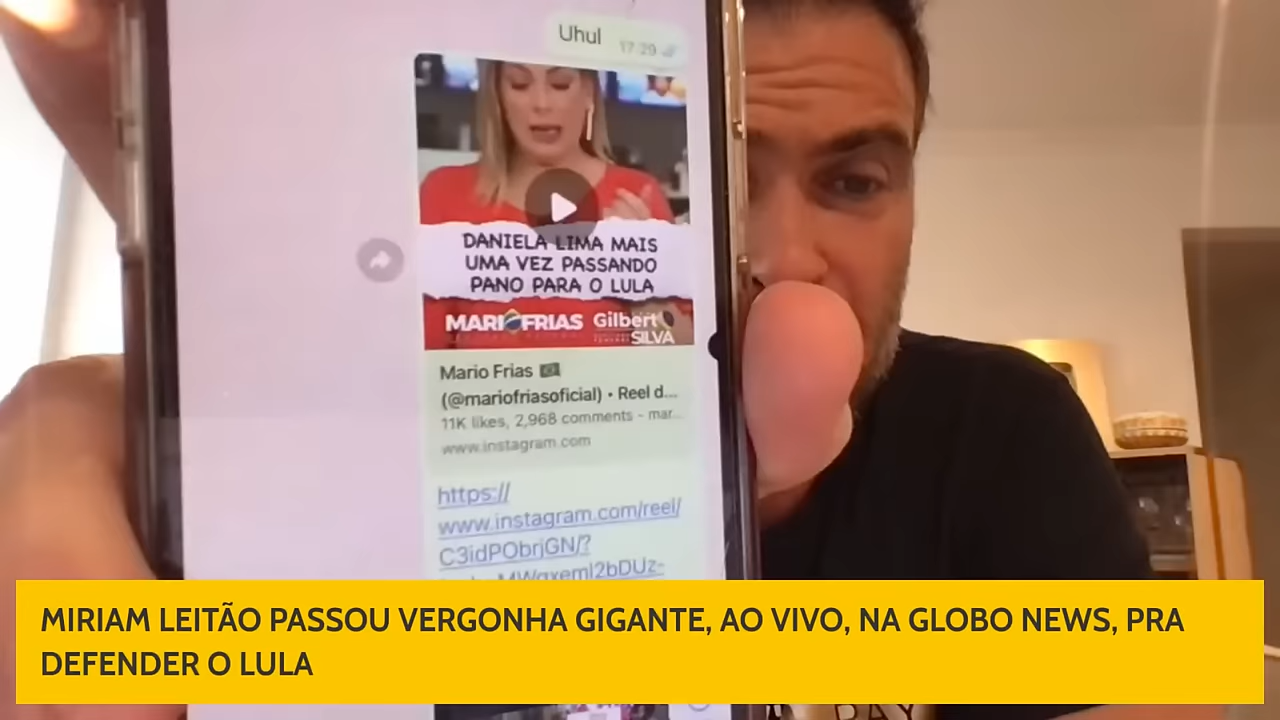 Uhul
17:29
DANIELA LIMA MAIS
UMA VEZ PASSANDO
PANO PARA O LULA
MARIO FRIAS
Gilbert
SILVA
Mario Frias
(@mariofriasoficial) • Reel d...
11K likes, 2,968 comments - mar...
www.instagram.com
https://
www.instagram.com/reel/
C3idPObrjGN/?
MIRIAM LEITÃO PASSOU VERGONHA GIGANTE, AO VIVO, NA GLOBO NEWS, PRA
DEFENDER O LULA